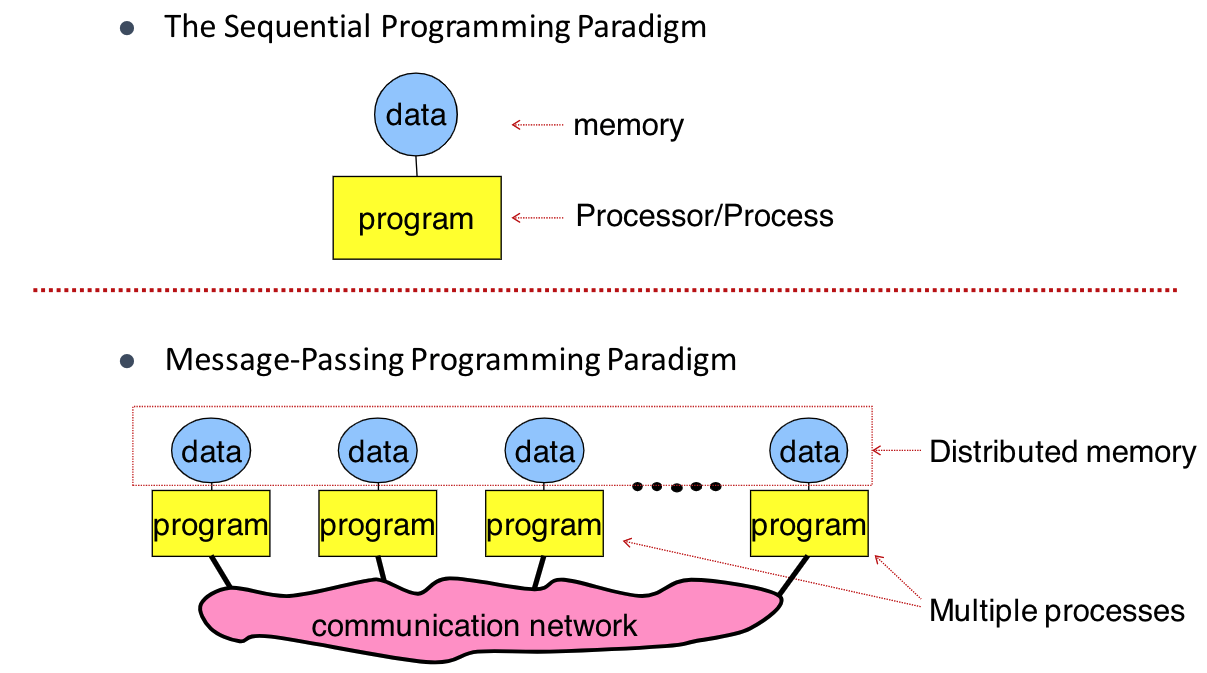 ● The Sequential Programming Paradigm
data
memory
program
Processor/Process
● Message-Passing Programming Paradigm
data data data data
Distributed memory
program program program program
communication network
Multiple processes